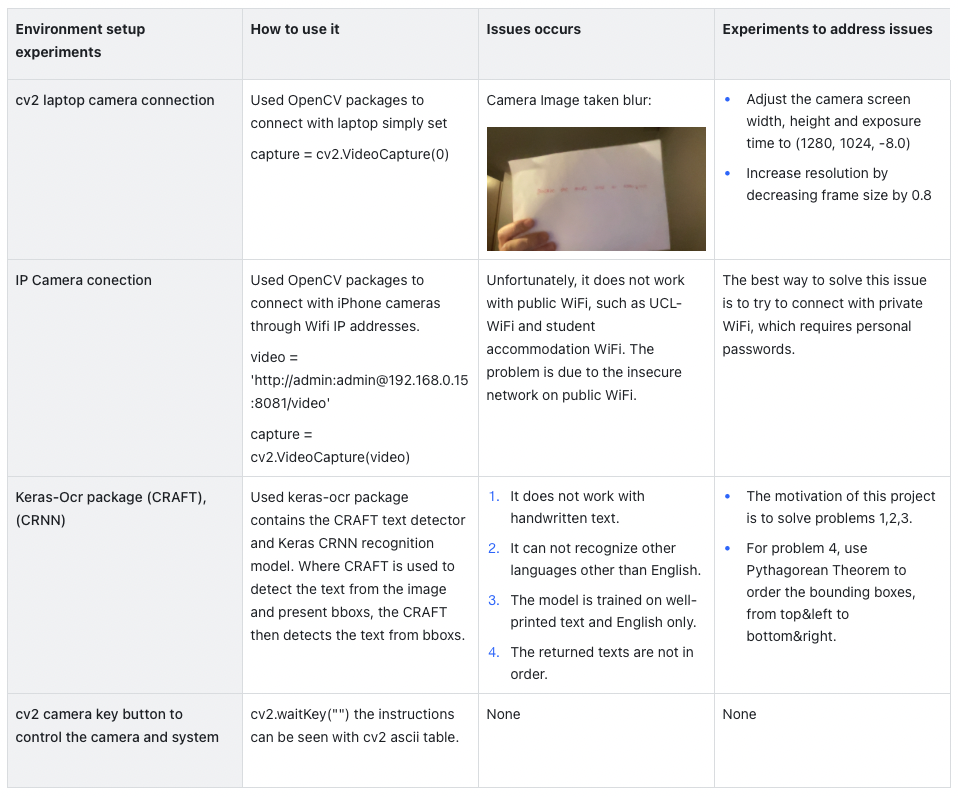 Environment setup
experiments
How to use it
Issues occurs
Experiments to address issues
cv2 laptop camera connection
Used OpenCV packages to
connect with laptop simply set
capture = cv2.VideoCapture(0)
Camera Image taken blur:
• Adjust the camera screen
width, height and exposure
time to (1280, 1024, -8.0)
• Increase resolution by
decreasing frame size by 0.8
IP Camera conection
Used OpenCV packages to
connect with iPhone cameras
through Wifi IP addresses.
video =
'http://admin:admin@192.168.0.15
:8081/video'
capture =
cv2.VideoCapture(video)
Unfortunately, it does not work
with public WiFi, such as UCL-
WiFi and student
accommodation WiFi. The
problem is due to the insecure
network on public WiFi.
The best way to solve this issue
is to try to connect with private
WiFi, which requires personal
passwords.
Keras-Ocr package (CRAFT),
(CRNN)
Used keras-ocr package
contains the CRAFT text detector
and Keras CRNN recognition
model. Where CRAFT is used to
detect the text from the image
and present bboxs, the CRAFT
then detects the text from bboxs.
1. It does not work with
handwritten text.
2. It can not recognize other
languages other than English.
3. The model is trained on well-
printed text and English only.
4. The returned texts are not in
order.
• The motivation of this project
is to solve problems 1,2,3.
• For problem 4, use
Pythagorean Theorem to
order the bounding boxes,
from top&left to
bottom&right.
cv2 camera key button to
control the camera and system
cv2.waitKey("") the instructions
can be seen with cv2 ascii table.
None
None